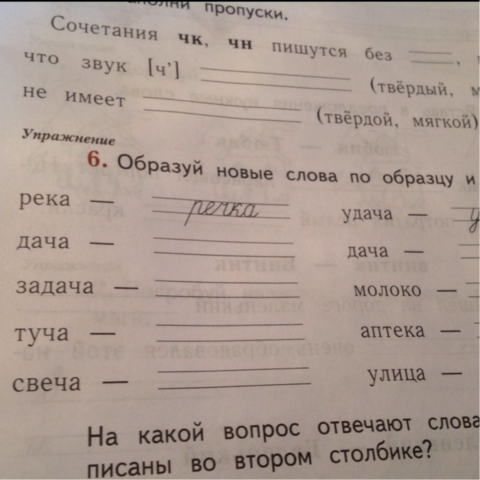 пропуски.
Сочетания чк, чн пишутся без
что звук [ч'] (твёрдый,
не имеет (твёрдой, мягкой)
Упражнение
6. Образуй новые слова по образцу и
река — речка удача —
дача — дача —
задача — молоко —
туча — аптека —
свеча — улица —
На какой вопрос отвечают слова
писаны во втором столбике?